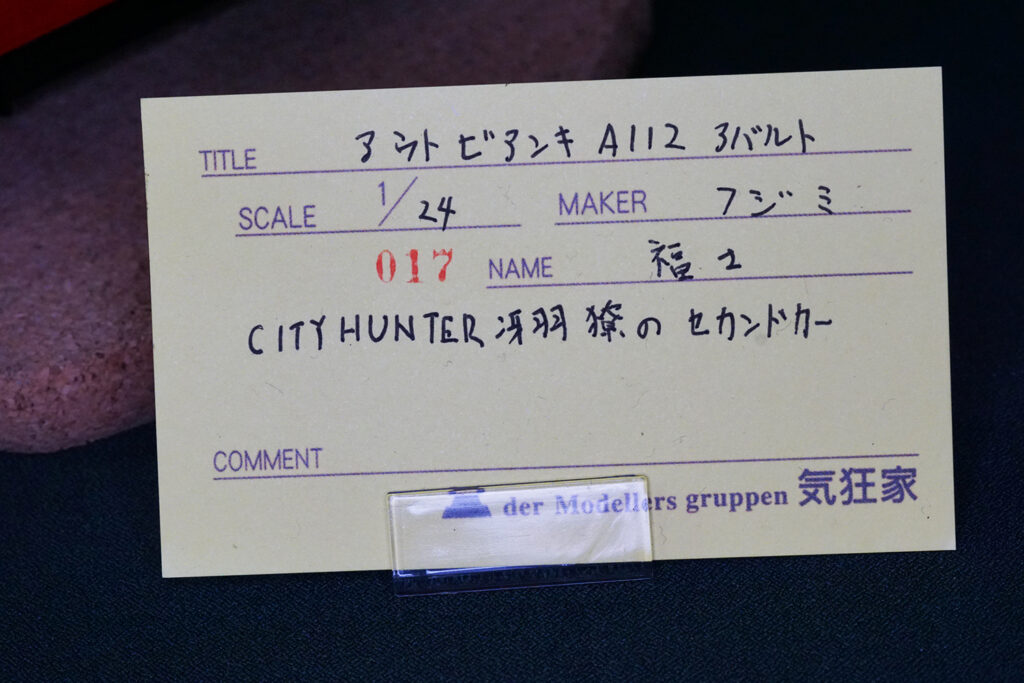 TITLE アウトビアンキ A112 アバルト
SCALE 1/24 MAKER フジミ
017 NAME 福士
CITY HUNTER 冴羽獠の セカンドカー
COMMENT
der Modellers gruppen 気狂家